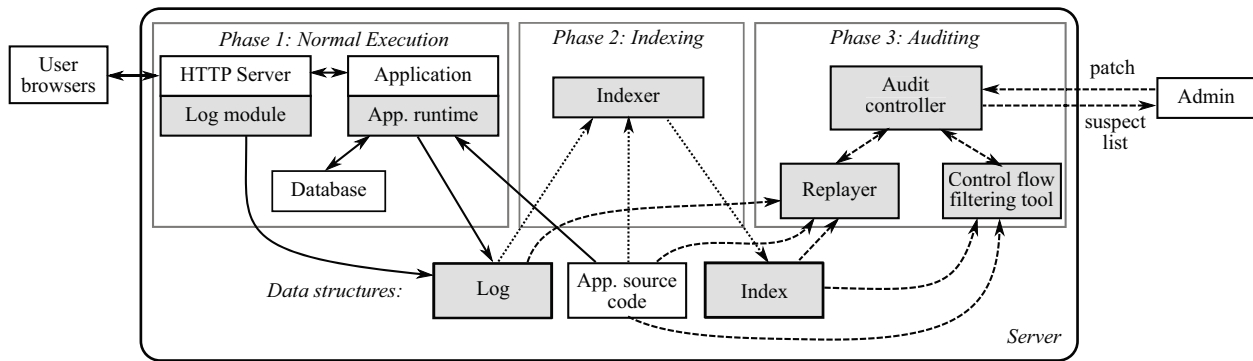 Phase 1: Normal Execution
Phase 2: Indexing
Phase 3: Auditing
User
browsers
HTTP Server
Log module
Application
App. runtime
Database
Indexer
Audit
controller
patch
suspect
list
Admin
Replayer
Control flow
filtering tool
Data structures:
Log
App. source
code
Index
Server